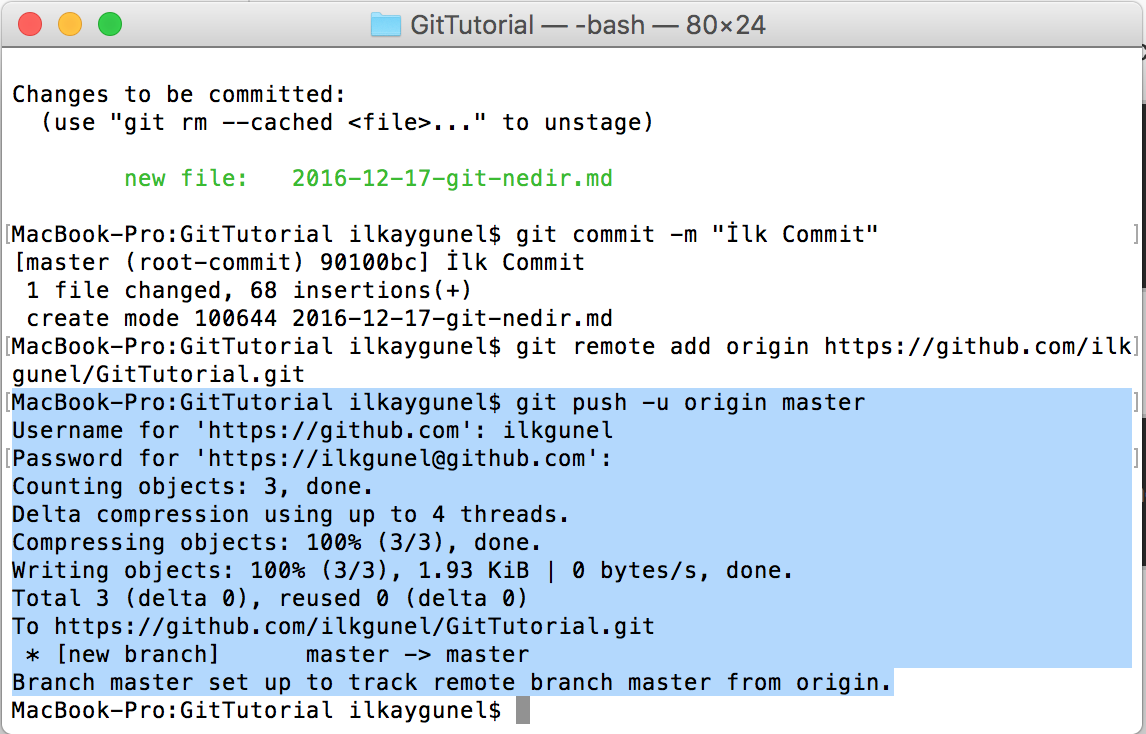 GitTutorial — -bash — 80×24
Changes to be committed:
(use "git rm --cached <file>..." to unstage)
new file:   2016-12-17-git-nedir.md
[MacBook-Pro:GitTutorial ilkaygunel$ git commit -m "İlk Commit" ]
[master (root-commit) 90100bc] İlk Commit
1 file changed, 68 insertions(+)
create mode 100644 2016-12-17-git-nedir.md
[MacBook-Pro:GitTutorial ilkaygunel$ git remote add origin https://github.com/ilk]
gunel/GitTutorial.git
[MacBook-Pro:GitTutorial ilkaygunel$ git push -u origin master ]
Username for 'https://github.com': ilkgunel
[Password for 'https://ilkgunel@github.com': ]
Counting objects: 3, done.
Delta compression using up to 4 threads.
Compressing objects: 100% (3/3), done.
Writing objects: 100% (3/3), 1.93 KiB | 0 bytes/s, done.
Total 3 (delta 0), reused 0 (delta 0)
To https://github.com/ilkgunel/GitTutorial.git
* [new branch]      master -> master
Branch master set up to track remote branch master from origin.
MacBook-Pro:GitTutorial ilkaygunel$